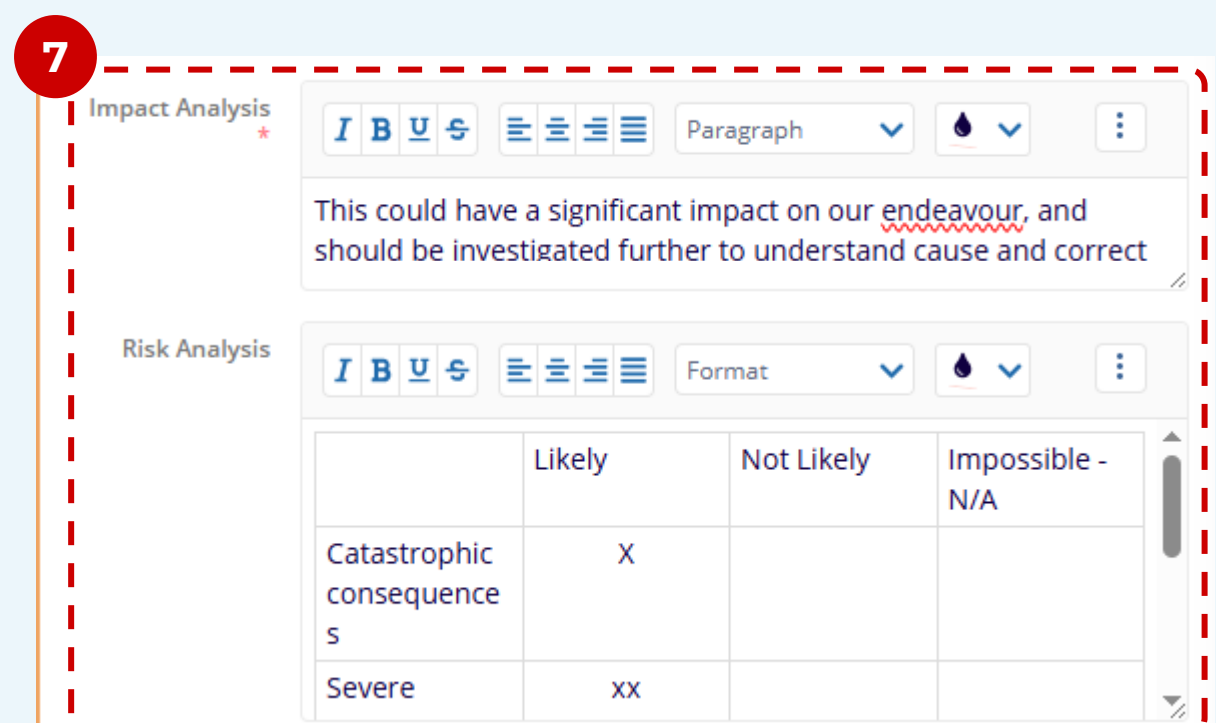 7
Impact Analysis
*
I B U S Paragraph
This could have a significant impact on our endeavour, and
should be investigated further to understand cause and correct
Risk Analysis
I B U S Format
Likely Not Likely Impossible -
N/A
Catastrophic X
consequence
s
Severe xx